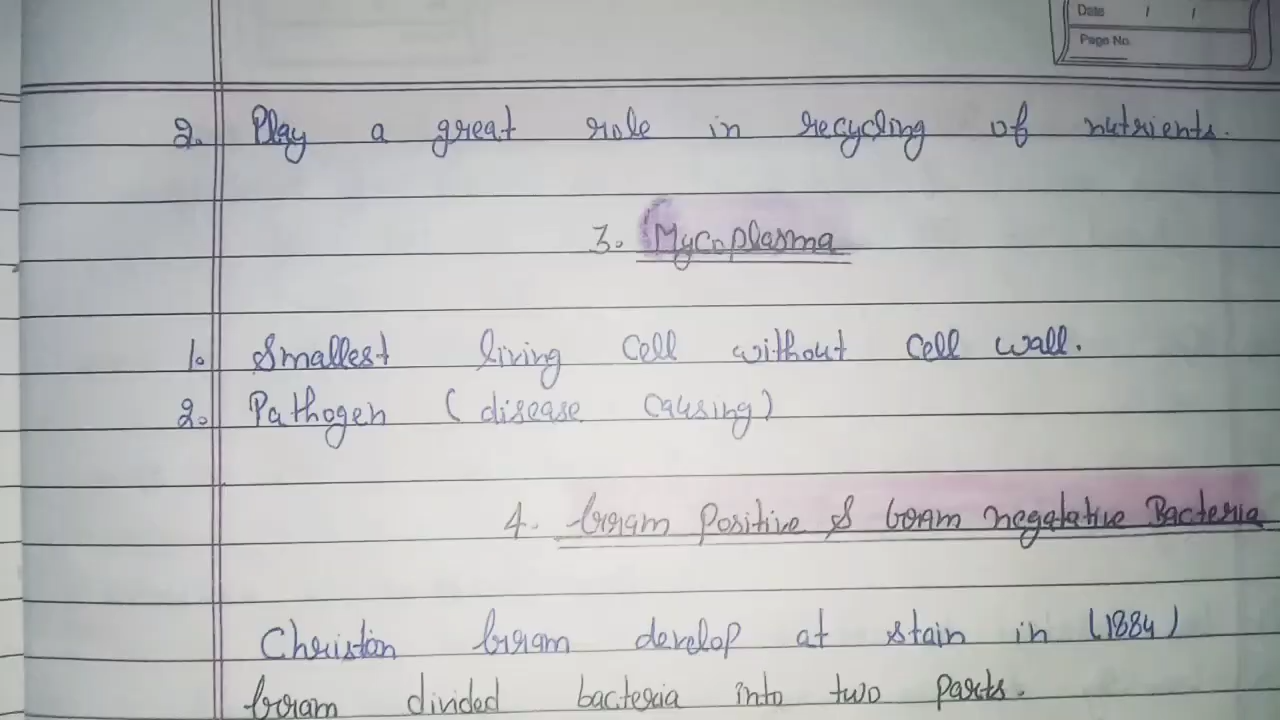 Date / /
Page No.
2. Play a great role in recycling of nutrients.
3. Mycoplasma
1. Smallest living cell without cell wall.
2. Pathogen (disease causing)
4. Gram Positive & Gram negatative Bacteria
Christian Gram develop at stain in (1884)
Gram divided bacteria into two parts.